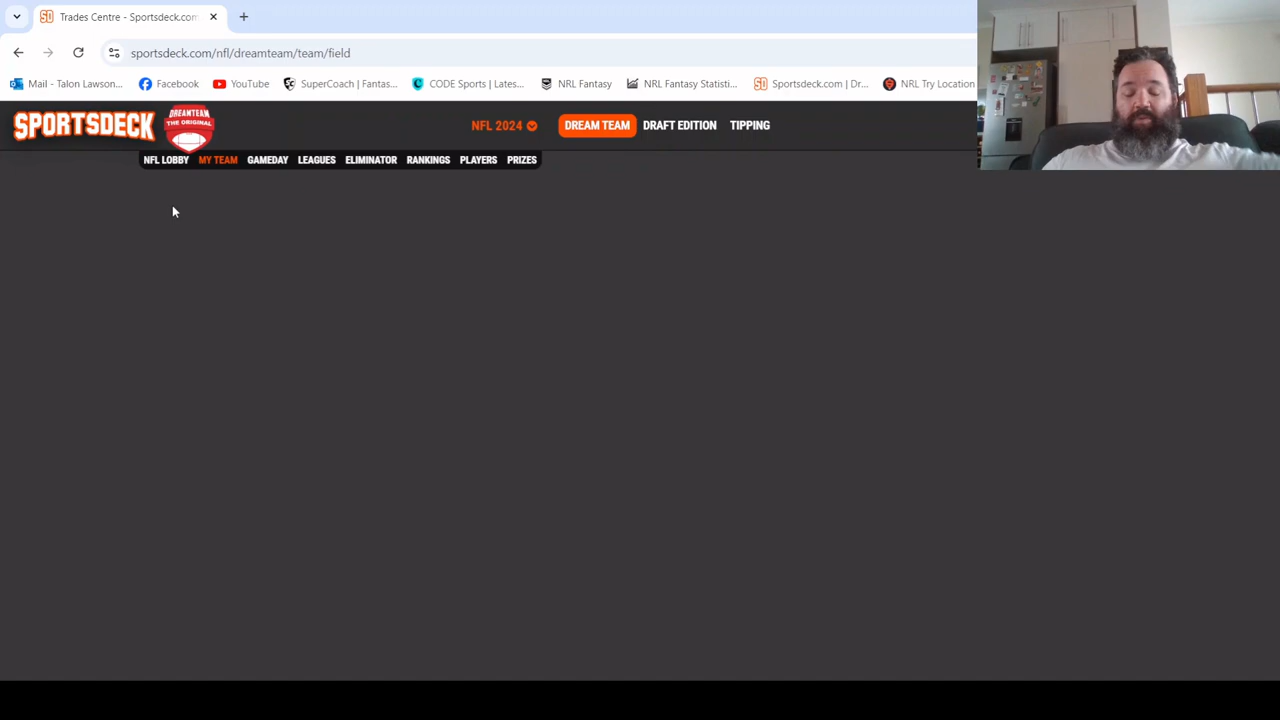 Trades Centre - Sportsdeck.com
sportsdeck.com/nfl/dreamteam/team/field
Mail - Talon Lawson... Facebook YouTube SuperCoach | Fantas... CODE Sports | Lates... NRL Fantasy NRL Fantasy Statisti... Sportsdeck.com | Dr... NRL Try Location
SPORTSDECK DREAMTEAM THE ORIGINAL NFL 2024 DREAM TEAM DRAFT EDITION TIPPING
NFL LOBBY MY TEAM GAMEDAY LEAGUES ELIMINATOR RANKINGS PLAYERS PRIZES